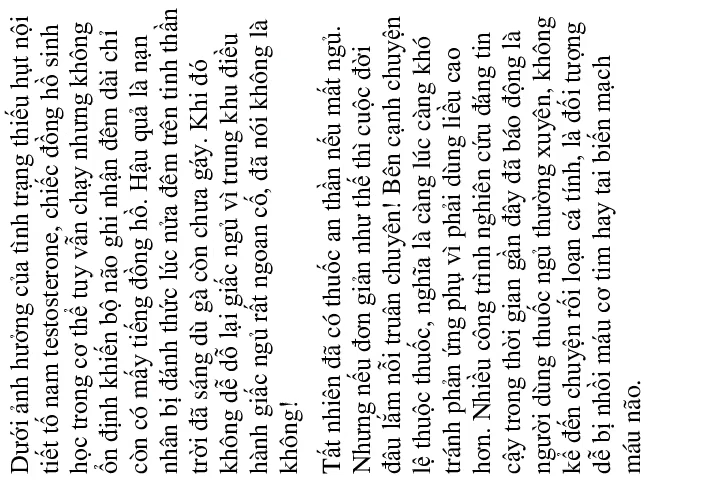 Dưới ảnh hưởng của tình trạng thiếu hụt nội
tiết tố nam testosterone, chiếc đồng hồ sinh
học trong cơ thể tuy vẫn chạy nhưng không
ổn định khiến bộ não ghi nhận đêm dài chỉ
còn có mấy tiếng đồng hồ. Hậu quả là nạn
nhân bị đánh thức lúc nửa đêm trên tinh thần
trời đã sáng dù gà còn chưa gáy. Khi đó
không dễ dỗ lại giấc ngủ vì trung khu điều
hành giấc ngủ rất ngoan cố, đã nói không là
không!
Tất nhiên đã có thuốc an thần nếu mất ngủ.
Nhưng nếu đơn giản như thế thì cuộc đời
đâu lắm nỗi truân chuyên! Bên cạnh chuyện
lệ thuộc thuốc, nghĩa là càng lúc càng khó
tránh phản ứng phụ vì phải dùng liều cao
hơn. Nhiều công trình nghiên cứu đáng tin
cậy trong thời gian gần đây đã báo động là
người dùng thuốc ngủ thường xuyên, không
kể đến chuyện rối loạn cá tính, là đối tượng
dễ bị nhồi máu cơ tim hay tai biến mạch
máu não.